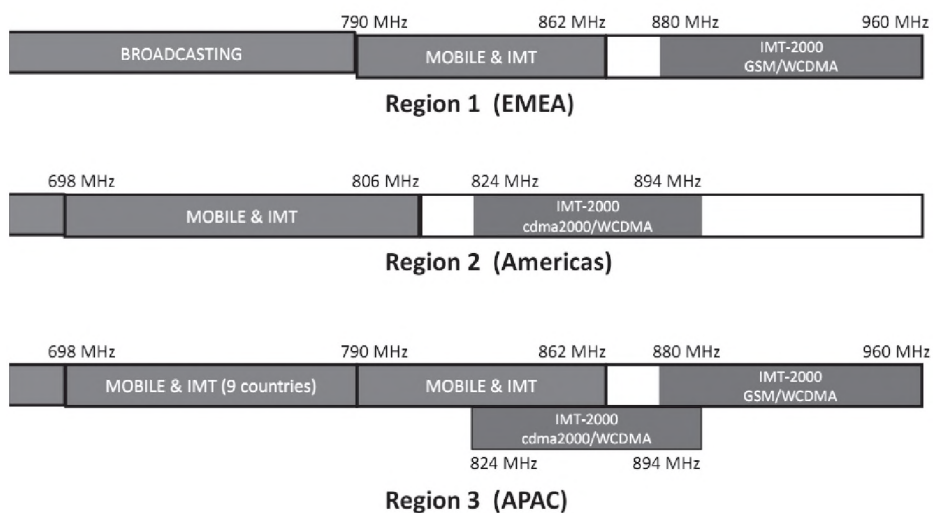 790 MHz 862 MHz 880 MHz 960 MHz
BROADCASTING MOBILE & IMT IMT-2000
GSM/WCDMA
Region 1 (EMEA)
698 MHz 806 MHz 824 MHz 894 MHz
MOBILE & IMT IMT-2000
cdma2000/WCDMA
Region 2 (Americas)
698 MHz 790 MHz 862 MHz 880 MHz 960 MHz
MOBILE & IMT (9 countries) MOBILE & IMT IMT-2000
GSM/WCDMA
IMT-2000
cdma2000/WCDMA
824 MHz 894 MHz
Region 3 (APAC)